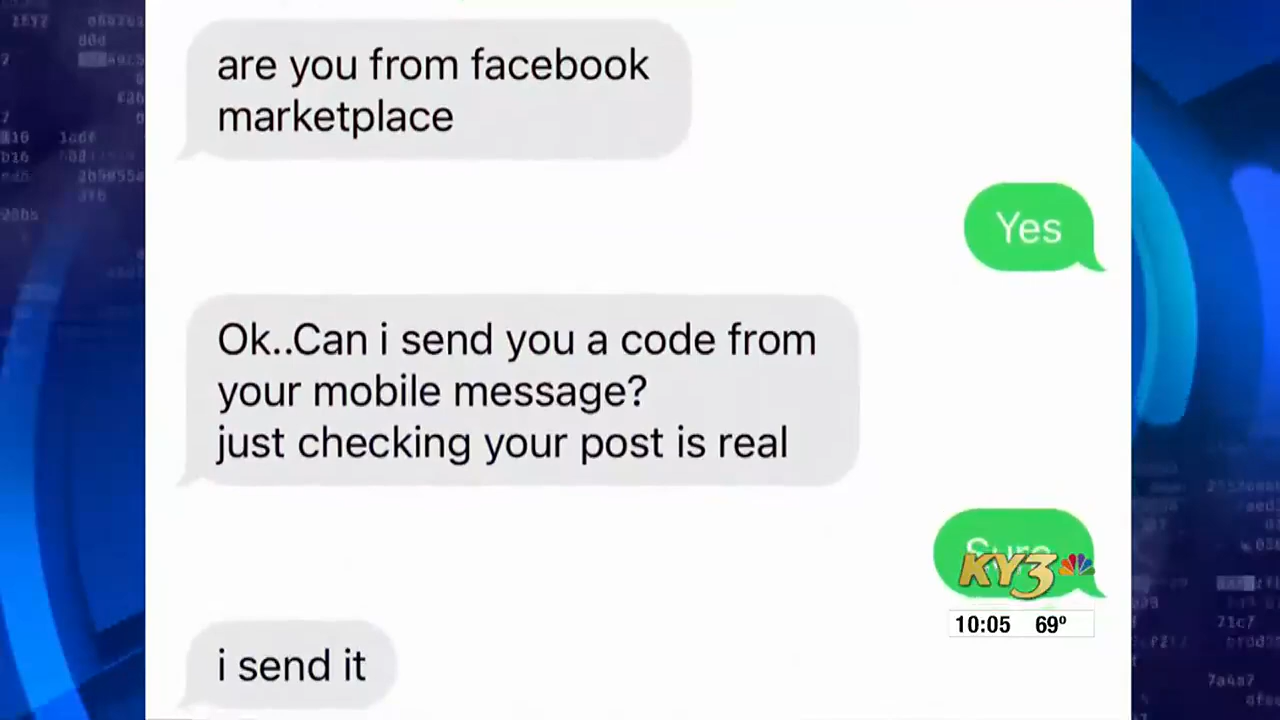 are you from facebook
marketplace
Yes
Ok..Can i send you a code from
your mobile message?
just checking your post is real
Sure
KY3
10:05 69°
i send it